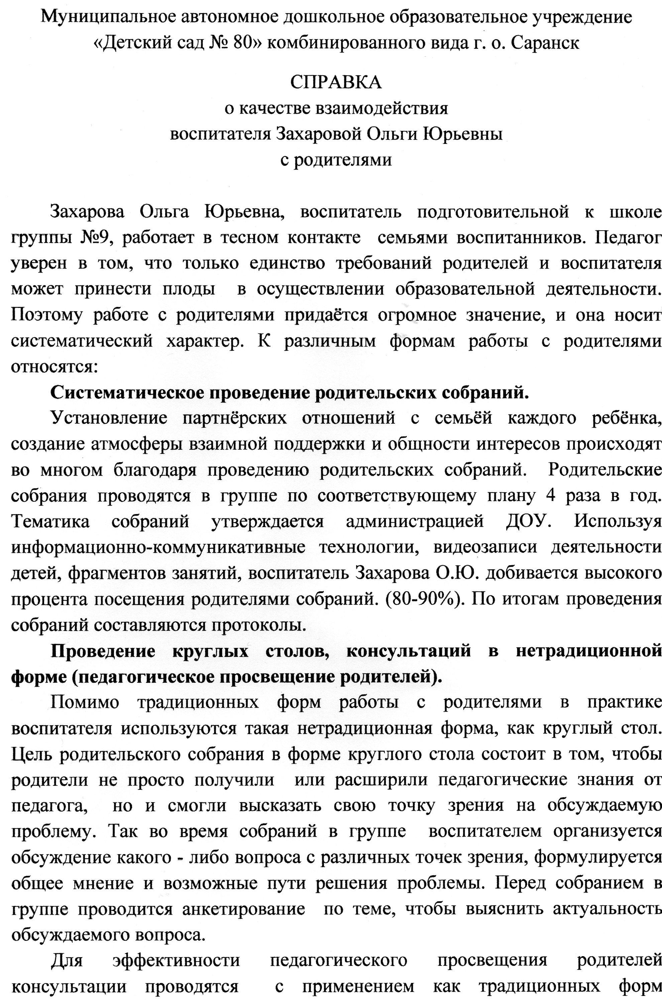 Муниципальное автономное дошкольное образовательное учреждение
«Детский сад № 80» комбинированного вида г. о. Саранск
СПРАВКА
о качестве взаимодействия
воспитателя Захаровой Ольги Юрьевны
с родителями
Захарова Ольга Юрьевна, воспитатель подготовительной к школе
группы №9, работает в тесном контакте семьями воспитанников. Педагог
уверен в том, что только единство требований родителей и воспитателя
может принести плоды в осуществлении образовательной деятельности.
Поэтому работе с родителями придаётся огромное значение, и она носит
систематический характер. К различным формам работы с родителями
относятся:
Систематическое проведение родительских собраний.
Установление партнёрских отношений с семьёй каждого ребёнка,
создание атмосферы взаимной поддержки и общности интересов происходят
во многом благодаря проведению родительских собраний. Родительские
собрания проводятся в группе по соответствующему плану 4 раза в год.
Тематика собраний утверждается администрацией ДОУ. Используя
информационно-коммуникативные технологии, видеозаписи деятельности
детей, фрагментов занятий, воспитатель Захарова О.Ю. добивается высокого
процента посещения родителями собраний. (80-90%). По итогам проведения
собраний составляются протоколы.
Проведение круглых столов, консультаций в нетрадиционной
форме (педагогическое просвещение родителей).
Помимо традиционных форм работы с родителями в практике
воспитателя используются такая нетрадиционная форма, как круглый стол.
Цель родительского собрания в форме круглого стола состоит в том, чтобы
родители не просто получили или расширили педагогические знания от
педагога, но и смогли высказать свою точку зрения на обсуждаемую
проблему. Так во время собраний в группе воспитателем организуется
обсуждение какого - либо вопроса с различных точек зрения, формулируется
общее мнение и возможные пути решения проблемы. Перед собранием в
группе проводится анкетирование по теме, чтобы выяснить актуальность
обсуждаемого вопроса.
Для эффективности педагогического просвещения родителей
консультации проводятся с применением как традиционных форм